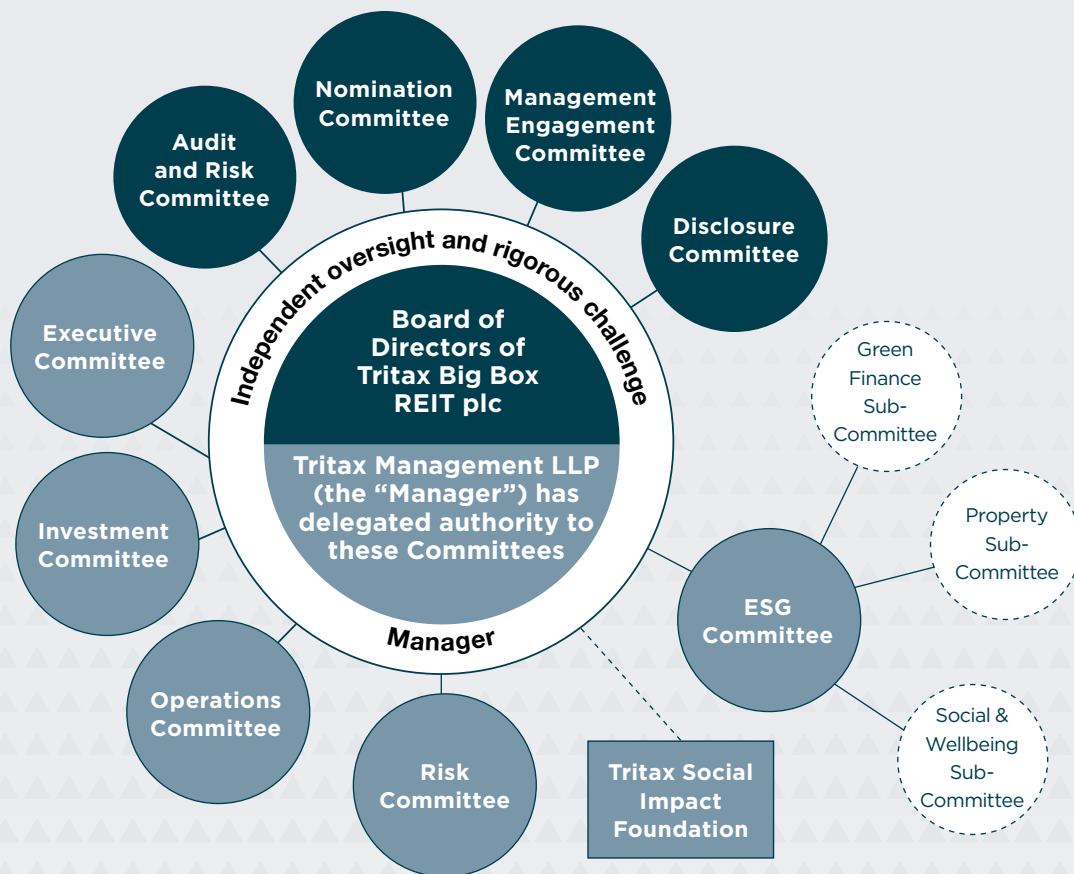 Nomination
Committee
Management
Engagement
Committee
Audit
and Risk
Committee
Disclosure
Committee
Independent oversight and rigorous challenge
Board of
Directors of
Tritax Big Box
REIT plc
Executive
Committee
Green
Finance
Sub-
Committee
Tritax Management LLP
(the “Manager”) has
delegated authority to
these Committees
Investment
Committee
Property
Sub-
Committee
ESG
Committee
Manager
Operations
Committee
Social &
Wellbeing
Sub-
Committee
Risk
Committee
Tritax Social
Impact
Foundation